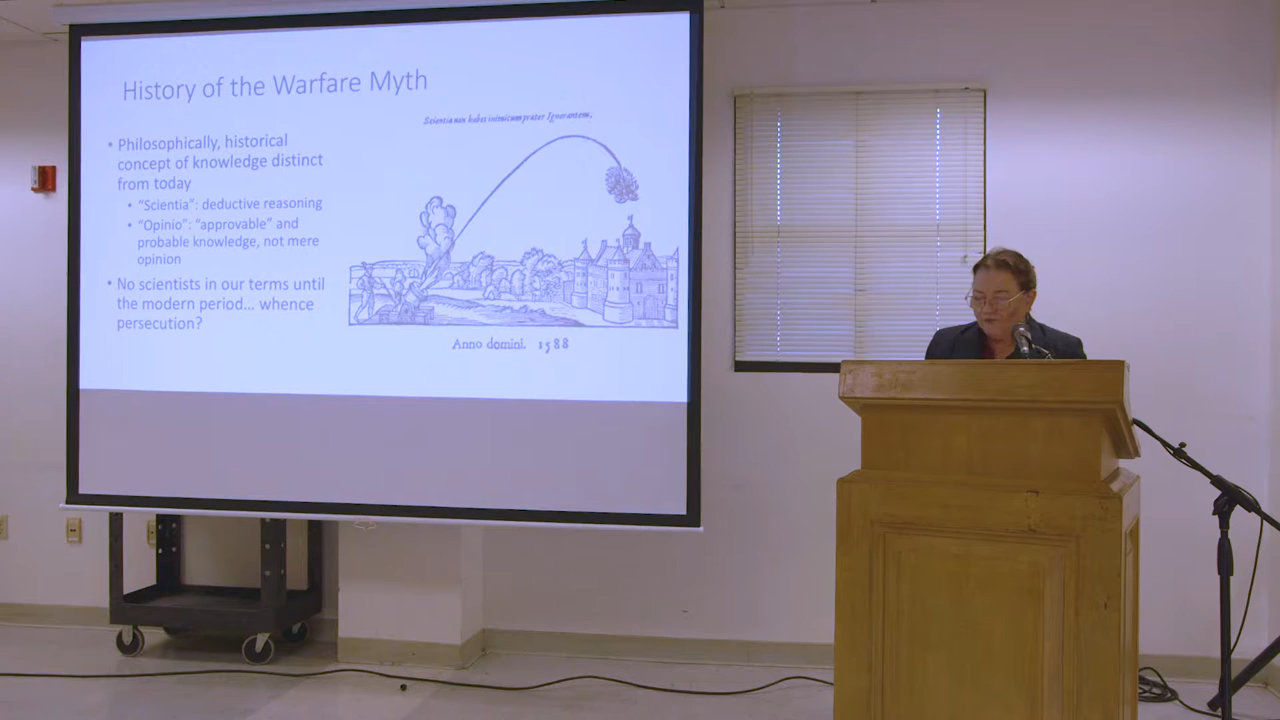 History of the Warfare Myth
Scientia non habet inimicum præter Ignorantem.
• Philosophically, historical
concept of knowledge distinct
from today
• “Scientia”: deductive reasoning
• “Opinio”: “approvable” and
probable knowledge, not mere
opinion
• No scientists in our terms until
the modern period... whence
persecution?
Anno domini. 1588